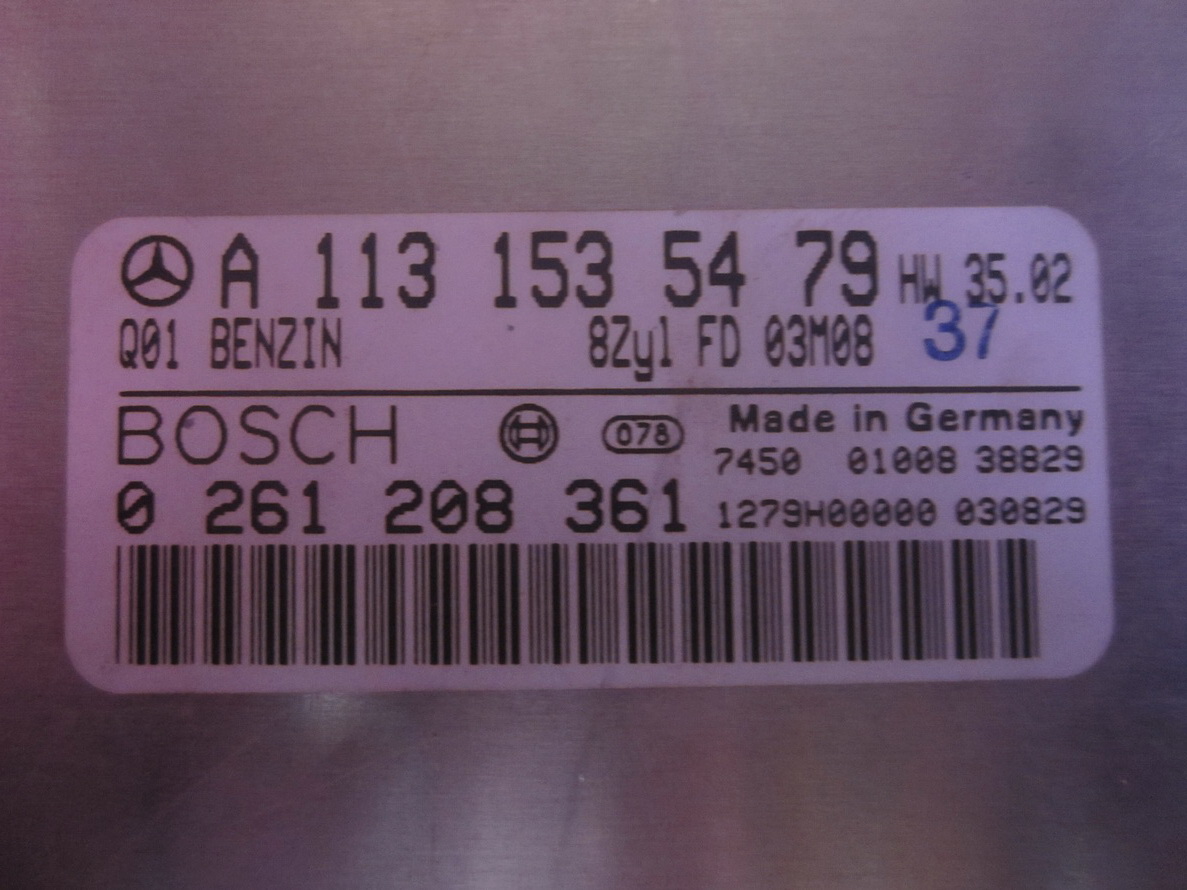 A 113 153 54 79 HW 35.02
Q01 BENZIN 8Zyl FD 03M08 37
BOSCH 078 Made in Germany
7450 01008 38829
0 261 208 361 1279H00000 030829